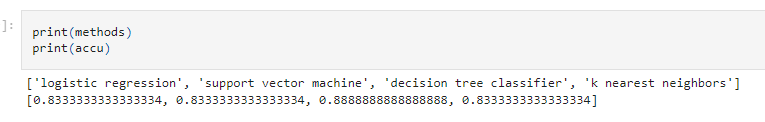 ]:
print(methods)
print(accu)
['logistic regression', 'support vector machine', 'decision tree classifier', 'k nearest neighbors']
[0.8333333333333334, 0.8333333333333334, 0.8888888888888888, 0.8333333333333334]